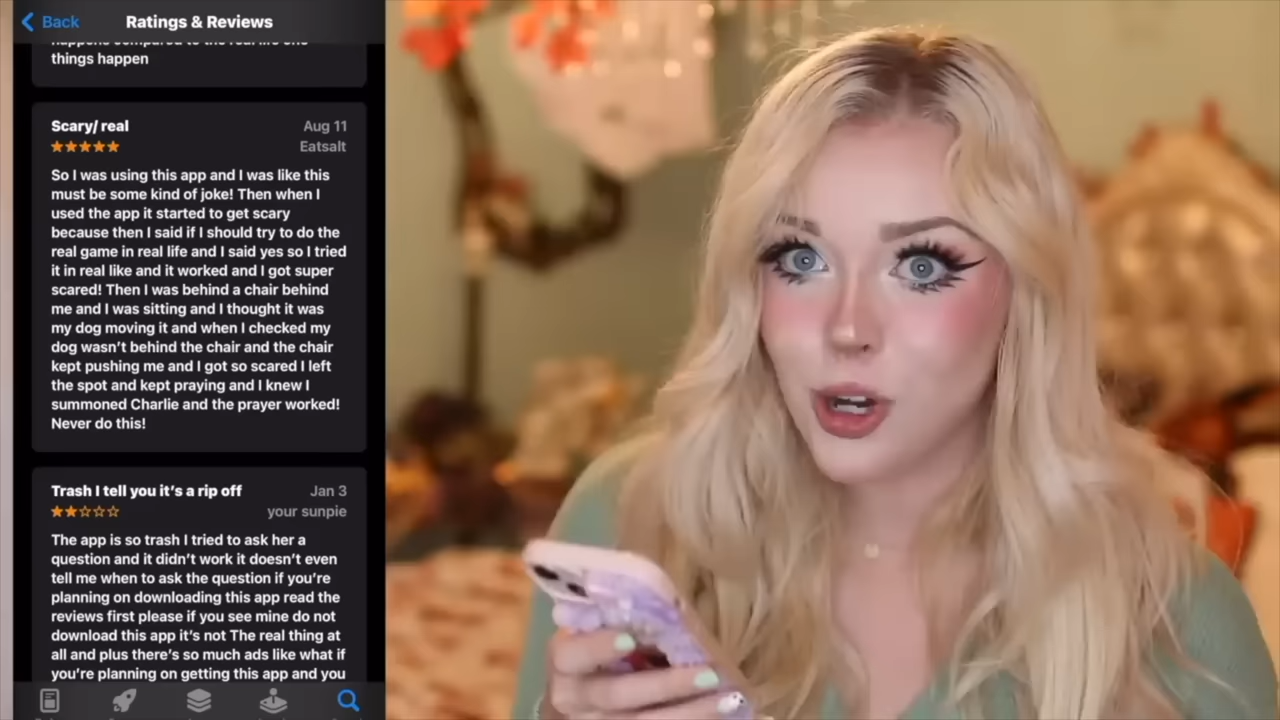 Back
Ratings & Reviews
happens compared to the real life one
things happen
Scary/ real
Aug 11
Eatsalt
So I was using this app and I was like this
must be some kind of joke! Then when I
used the app it started to get scary
because then I said if I should try to do the
real game in real life and I said yes so I tried
it in real like and it worked and I got super
scared! Then I was behind a chair behind
me and I was sitting and I thought it was
my dog moving it and when I checked my
dog wasn’t behind the chair and the chair
kept pushing me and I got so scared I left
the spot and kept praying and I knew I
summoned Charlie and the prayer worked!
Never do this!
Trash I tell you it’s a rip off
Jan 3
your sunpie
The app is so trash I tried to ask her a
question and it didn’t work it doesn’t even
tell me when to ask the question if you’re
planning on downloading this app read the
reviews first please if you see mine do not
download this app it’s not The real thing at
all and plus there’s so much ads like what if
you’re planning on getting this app and you